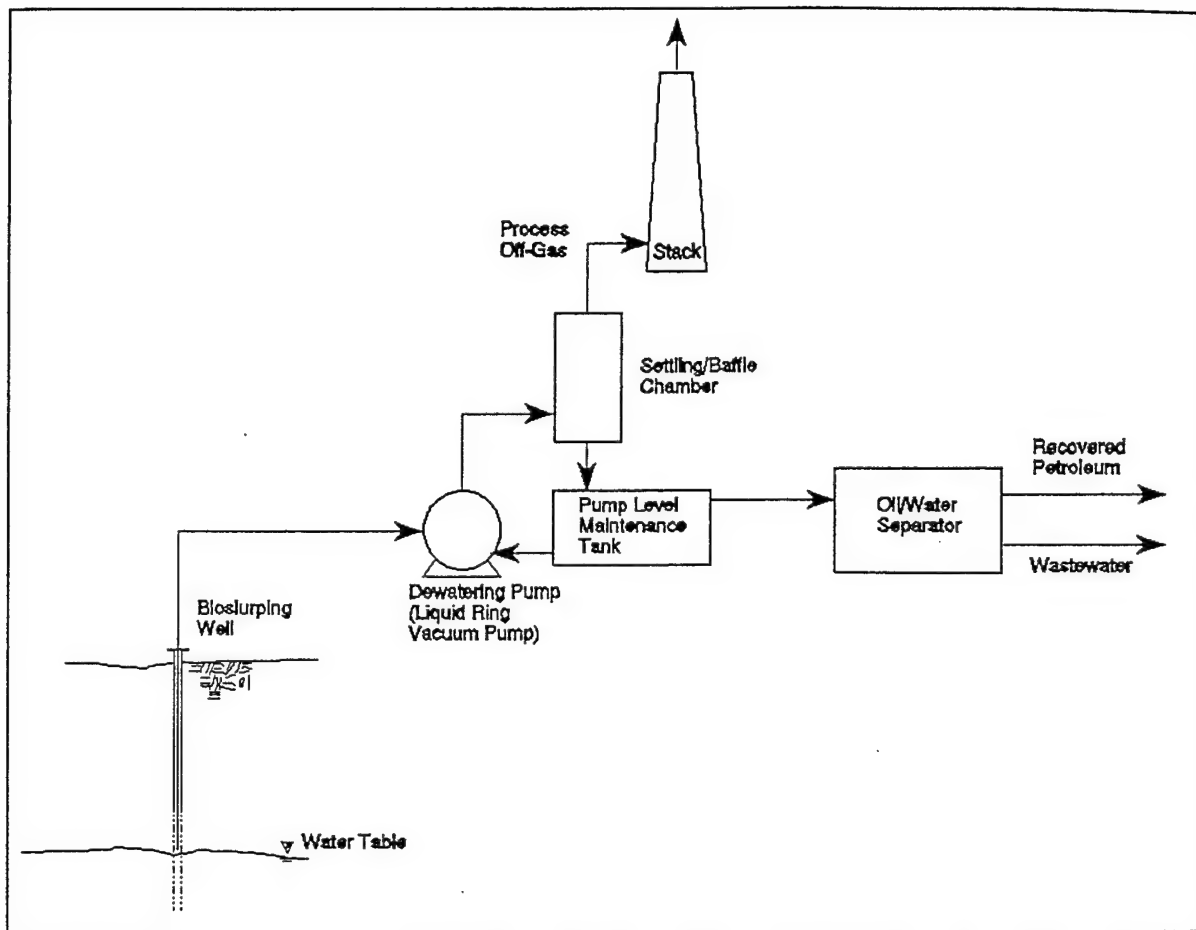 Process
Off-Gas
Stack
Settling/Baffle
Chamber
Recovered
Petroleum
Pump Level
Maintenance
Tank
Oil/Water
Separator
Wastewater
Dewatering Pump
(Liquid Ring
Vacuum Pump)
Bioslurping
Well
Water Table